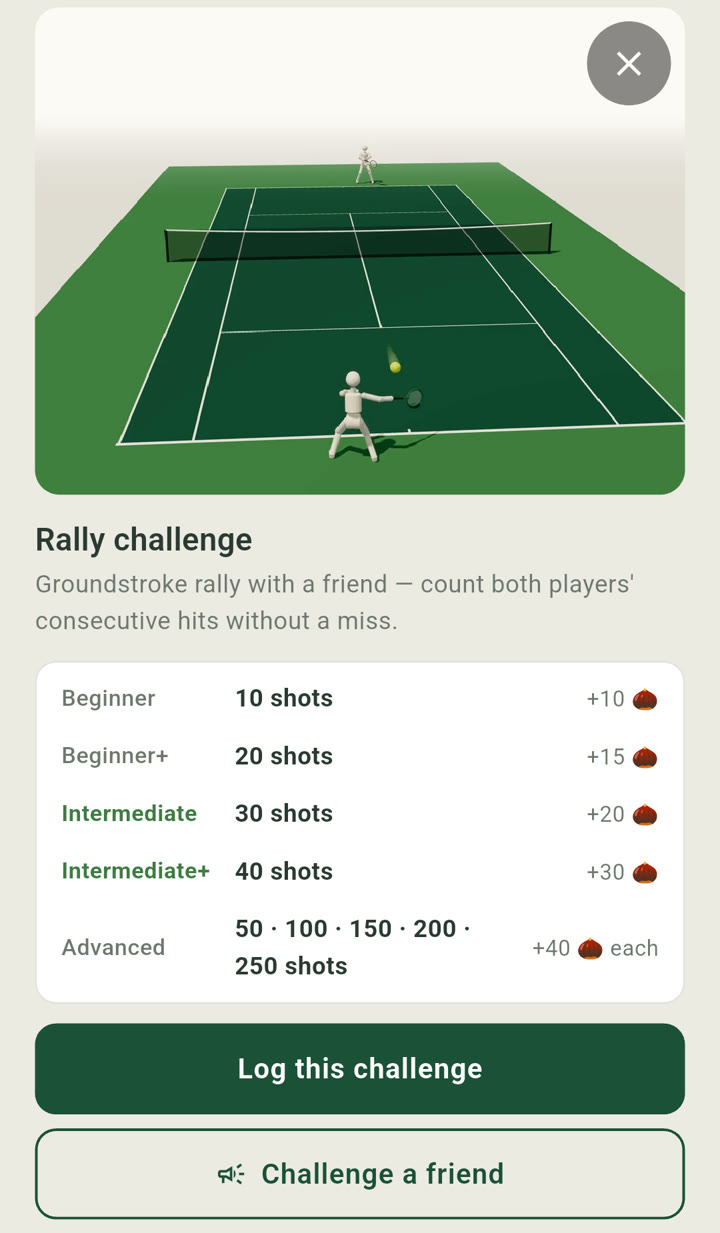 Rally challenge
Groundstroke rally with a friend — count both players'
consecutive hits without a miss.
Beginner 10 shots +10 🌰
Beginner+ 20 shots +15 🌰
Intermediate 30 shots +20 🌰
Intermediate+ 40 shots +30 🌰
Advanced 50 · 100 · 150 · 200 ·
250 shots +40 🌰 each
Log this challenge
Challenge a friend